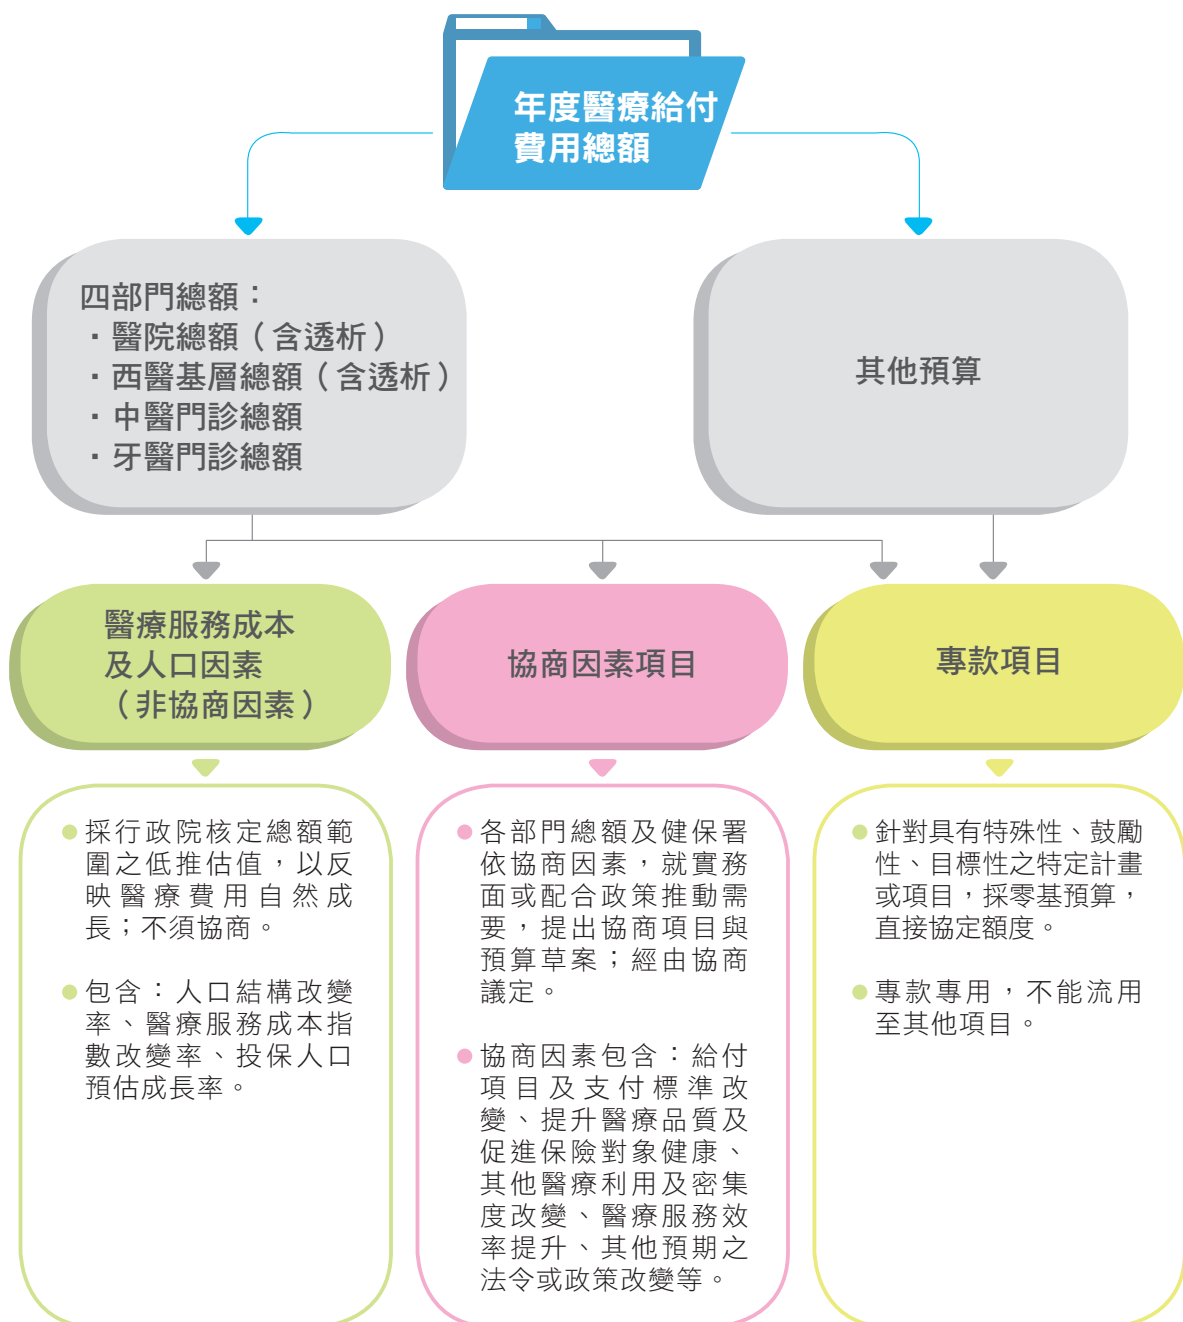 年度醫療給付
費用總額
四部門總額：
・醫院總額（含透析）
・西醫基層總額（含透析）
・中醫門診總額
・牙醫門診總額
其他預算
醫療服務成本
及人口因素
（非協商因素）
協商因素項目
專款項目
●採行政院核定總額範
圍之低推估值，以反
映醫療費用自然成
長；不須協商。
●包含：人口結構改變
率、醫療服務成本指
數改變率、投保人口
預估成長率。
●各部門總額及健保署
依協商因素，就實務
面或配合政策推動需
要，提出協商項目與
預算草案；經由協商
議定。
●協商因素包含：給付
項目及支付標準改
變、提升醫療品質及
促進保險對象健康、
其他醫療利用及密集
度改變、醫療服務效
率提升、其他預期之
法令或政策改變等。
●針對具有特殊性、鼓勵
性、目標性之特定計畫
或項目，採零基預算，
直接協定額度。
●專款專用，不能流用
至其他項目。